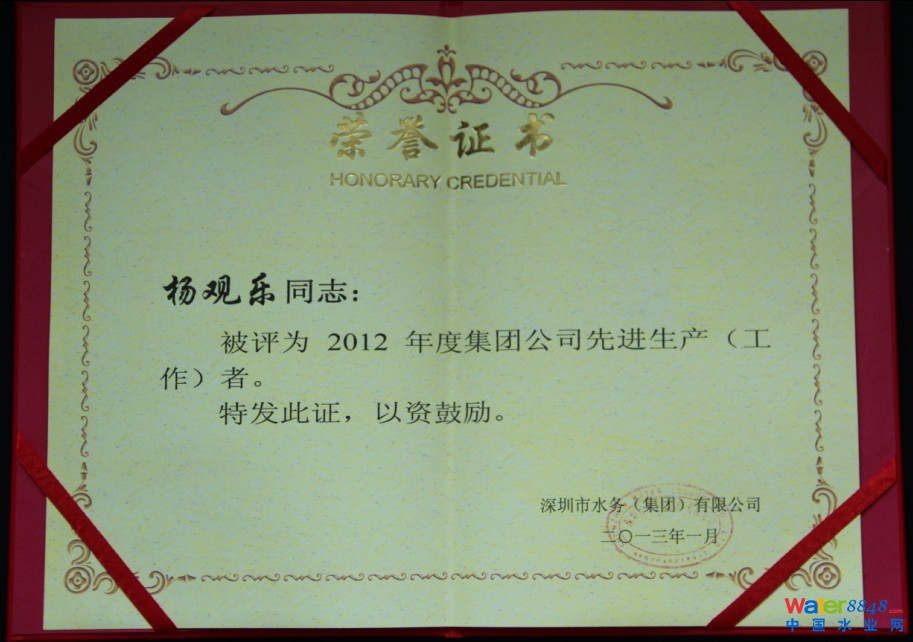 荣誉证书
HONORARY CREDENTIAL
杨观乐同志：
被评为 2012 年度集团公司先进生产（工
作）者。
特发此证，以资鼓励。
深圳市水务（集团）有限公司
二〇一三年一月
Water8848.com
中国水业网